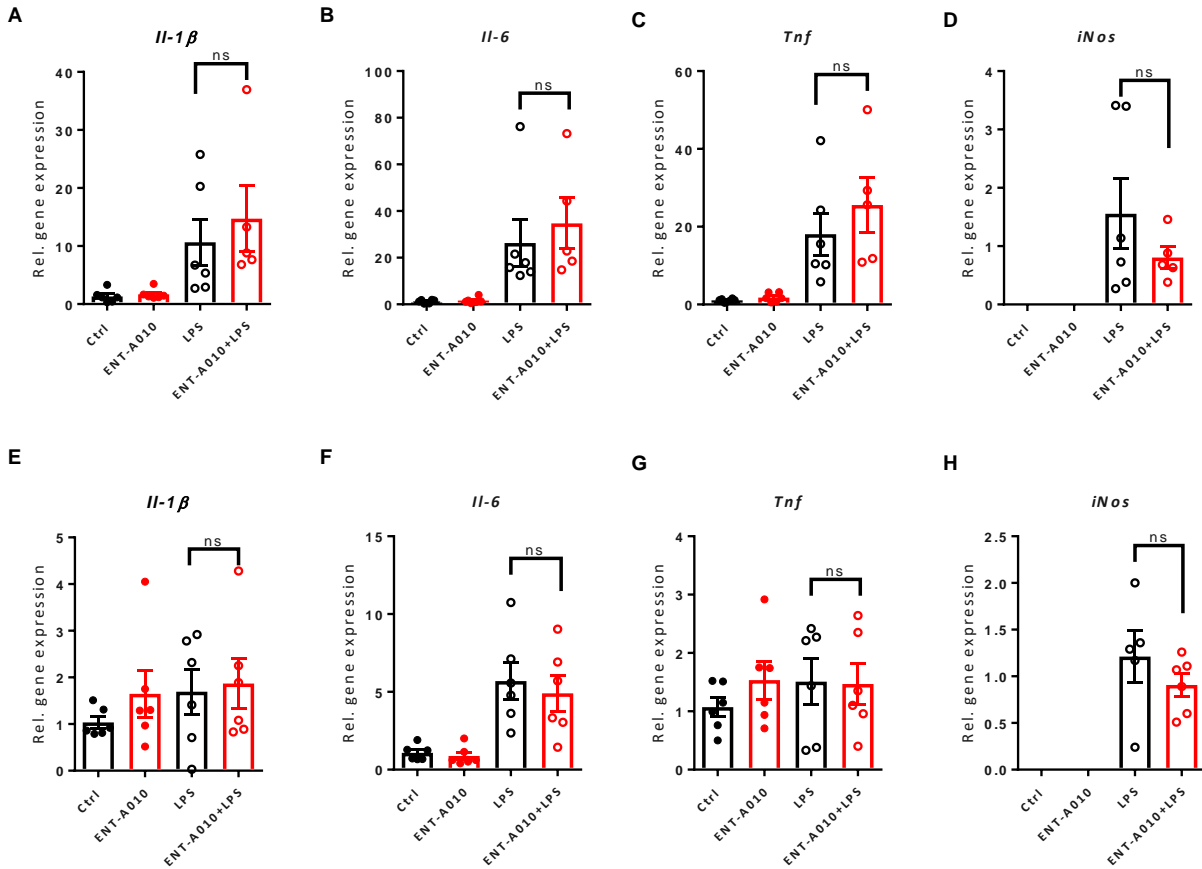 A
Il-1β
ns
Rel. gene expression
40
30
20
10
0
Ctrl
ENT-A010
LPS
ENT-A010+LPS
B
Il-6
ns
Rel. gene expression
100
80
60
40
20
0
Ctrl
ENT-A010
LPS
ENT-A010+LPS
C
Tnf
ns
Rel. gene expression
60
40
20
0
Ctrl
ENT-A010
LPS
ENT-A010+LPS
D
iNos
ns
Rel. gene expression
4
3
2
1
0
Ctrl
ENT-A010
LPS
ENT-A010+LPS
E
Il-1β
ns
Rel. gene expression
5
4
3
2
1
0
Ctrl
ENT-A010
LPS
ENT-A010+LPS
F
Il-6
ns
Rel. gene expression
15
10
5
0
Ctrl
ENT-A010
LPS
ENT-A010+LPS
G
Tnf
ns
Rel. gene expression
4
3
2
1
0
Ctrl
ENT-A010
LPS
ENT-A010+LPS
H
iNos
ns
Rel. gene expression
2.5
2.0
1.5
1.0
0.5
0.0
Ctrl
ENT-A010
LPS
ENT-A010+LPS